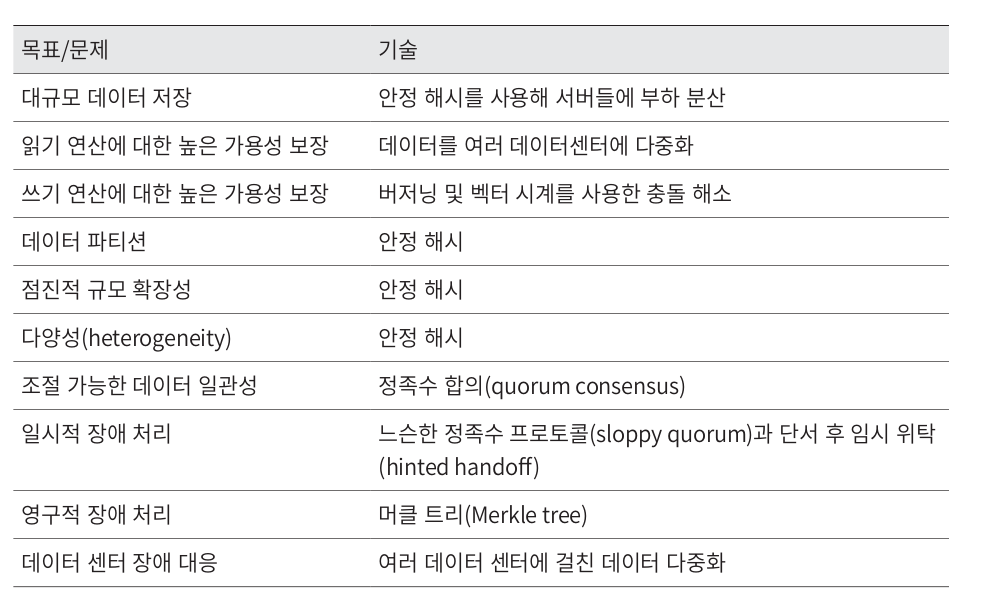 목표/문제 기술
대규모 데이터 저장 안정 해시를 사용해 서버들에 부하 분산
읽기 연산에 대한 높은 가용성 보장 데이터를 여러 데이터센터에 다중화
쓰기 연산에 대한 높은 가용성 보장 버저닝 및 벡터 시계를 사용한 충돌 해소
데이터 파티션 안정 해시
점진적 규모 확장성 안정 해시
다양성(heterogeneity) 안정 해시
조절 가능한 데이터 일관성 정족수 합의(quorum consensus)
일시적 장애 처리 느슨한 정족수 프로토콜(sloppy quorum)과 단서 후 임시 위탁
(hinted handoff)
영구적 장애 처리 머클 트리(Merkle tree)
데이터 센터 장애 대응 여러 데이터 센터에 걸친 데이터 다중화